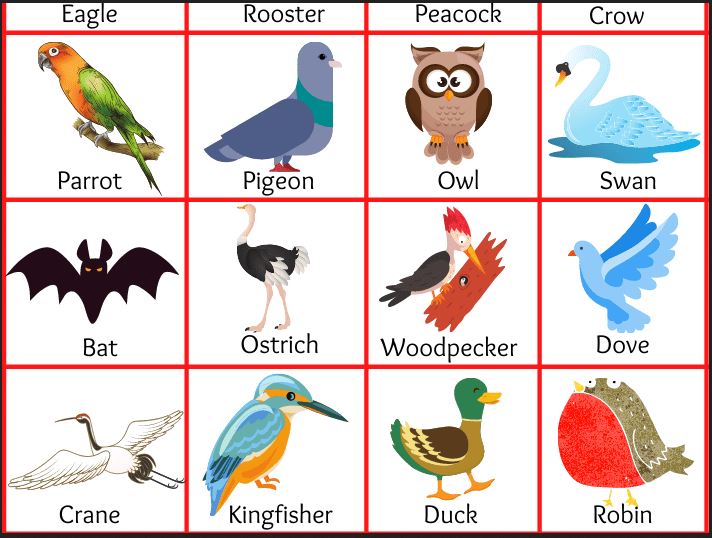 Eagle Rooster Peacock Crow
Parrot Pigeon Owl Swan
Bat Ostrich Woodpecker Dove
Crane Kingfisher Duck Robin